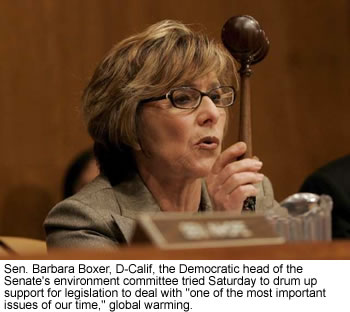 Sen. Barbara Boxer, D-Calif, the Democratic head of the
Senate's environment committee tried Saturday to drum up
support for legislation to deal with "one of the most important
issues of our time," global warming.